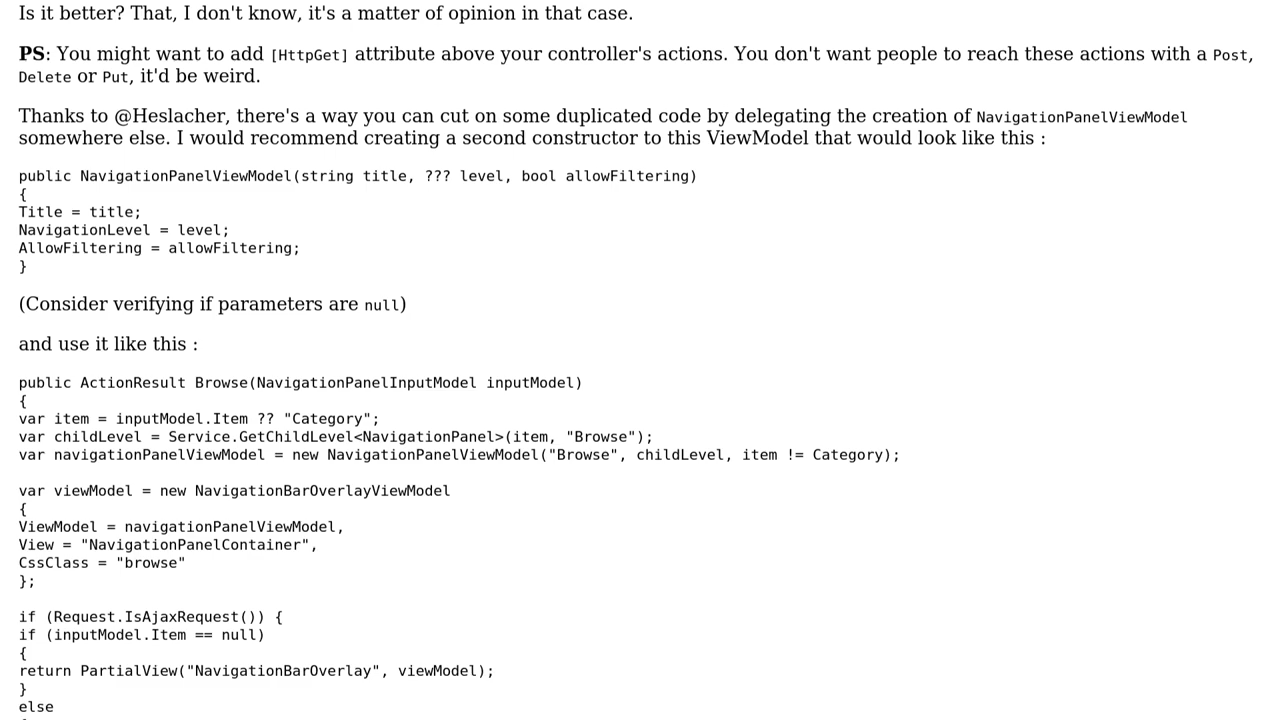 Is it better? That, I don't know, it's a matter of opinion in that case.
PS: You might want to add [HttpGet] attribute above your controller's actions. You don't want people to reach these actions with a Post,
Delete or Put, it'd be weird.
Thanks to @Heslacher, there's a way you can cut on some duplicated code by delegating the creation of NavigationPanelViewModel
somewhere else. I would recommend creating a second constructor to this ViewModel that would look like this :
public NavigationPanelViewModel(string title, ??? level, bool allowFiltering)
{
Title = title;
NavigationLevel = level;
AllowFiltering = allowFiltering;
}
(Consider verifying if parameters are null)
and use it like this :
public ActionResult Browse(NavigationPanelInputModel inputModel)
{
var item = inputModel.Item ?? "Category";
var childLevel = Service.GetChildLevel<NavigationPanel>(item, "Browse");
var navigationPanelViewModel = new NavigationPanelViewModel("Browse", childLevel, item != Category);
var viewModel = new NavigationBarOverlayViewModel
{
ViewModel = navigationPanelViewModel,
View = "NavigationPanelContainer",
CssClass = "browse"
};
if (Request.IsAjaxRequest()) {
if (inputModel.Item == null)
{
return PartialView("NavigationBarOverlay", viewModel);
}
else